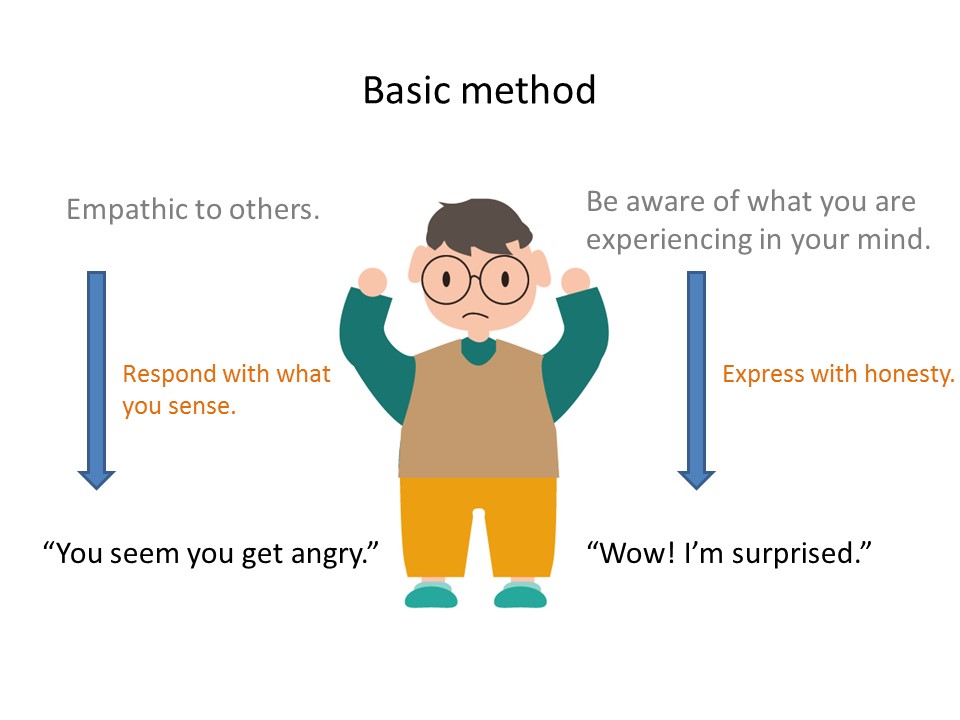 Basic method
Empathic to others.
Be aware of what you are
experiencing in your mind.
Respond with what
you sense.
Express with honesty.
“You seem you get angry.”
“Wow! I’m surprised.”